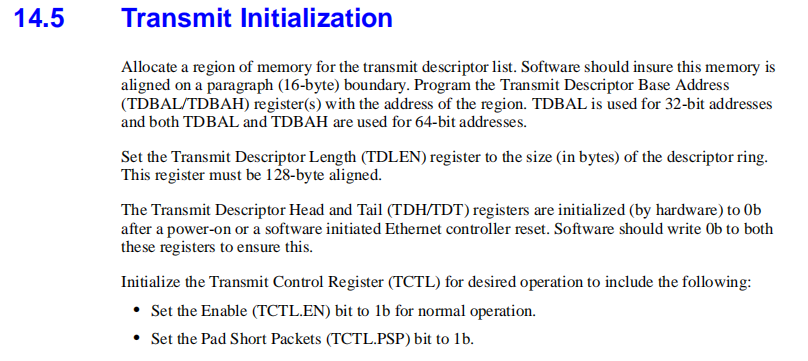 14.5 Transmit Initialization
Allocate a region of memory for the transmit descriptor list. Software should insure this memory is
aligned on a paragraph (16-byte) boundary. Program the Transmit Descriptor Base Address
(TDBAL/TDBAH) register(s) with the address of the region. TDBAL is used for 32-bit addresses
and both TDBAL and TDBAH are used for 64-bit addresses.
Set the Transmit Descriptor Length (TDLEN) register to the size (in bytes) of the descriptor ring.
This register must be 128-byte aligned.
The Transmit Descriptor Head and Tail (TDH/TDT) registers are initialized (by hardware) to 0b
after a power-on or a software initiated Ethernet controller reset. Software should write 0b to both
these registers to ensure this.
Initialize the Transmit Control Register (TCTL) for desired operation to include the following:
• Set the Enable (TCTL.EN) bit to 1b for normal operation.
• Set the Pad Short Packets (TCTL.PSP) bit to 1b.